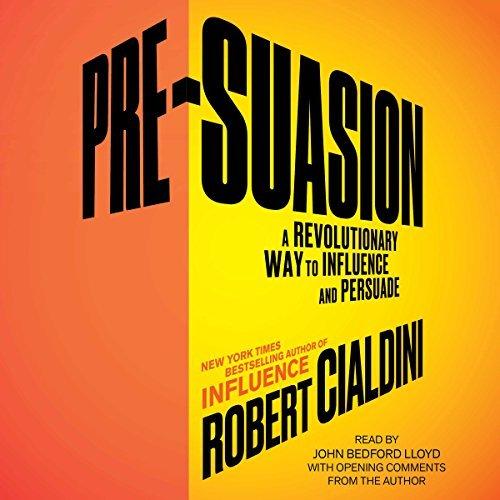 PRE-SUASION
A REVOLUTIONARY
WAY TO INFLUENCE
AND PERSUADE
NEW YORK TIMES
BESTSELLING AUTHOR OF
INFLUENCE
ROBERT CIALDINI
READ BY
JOHN BEDFORD LLOYD
WITH OPENING COMMENTS
FROM THE AUTHOR